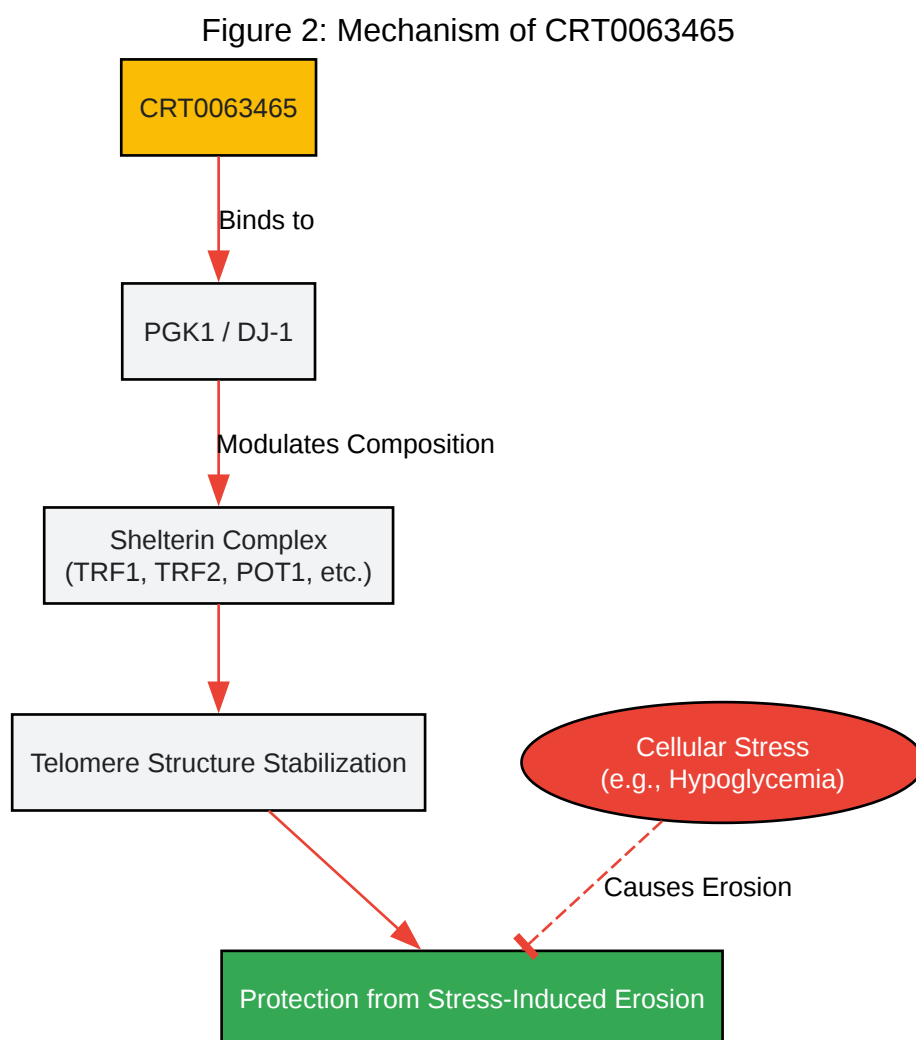 Figure 2: Mechanism of CRT0063465
CRT0063465
Binds to
PGK1 / DJ-1
Modulates Composition
Shelterin Complex
(TRF1, TRF2, POT1, etc.)
Telomere Structure Stabilization
Cellular Stress
(e.g., Hypoglycemia)
Causes Erosion
Protection from Stress-Induced Erosion